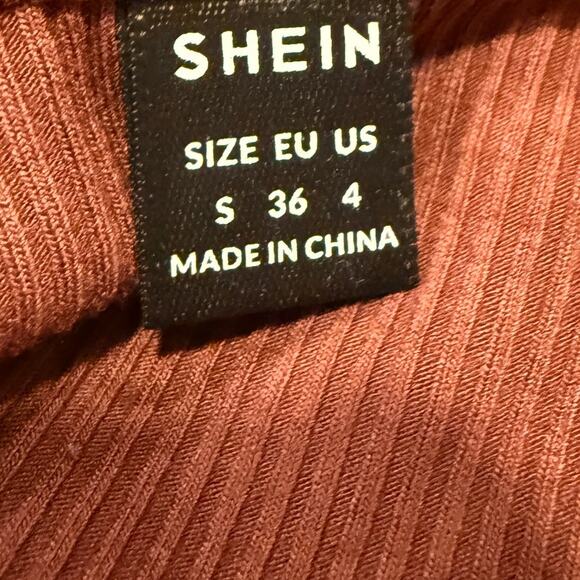 SHEIN
SIZE EU US
S 36 4
MADE IN CHINA